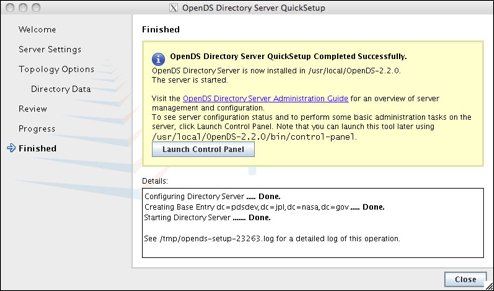 OpenDS Directory Server QuickSetup
Welcome
Server Settings
Topology Options
Directory Data
Review
Progress
Finished
Finished
OpenDS Directory Server QuickSetup Completed Successfully.
OpenDS Directory Server is now installed in /usr/local/OpenDS-2.2.0.
The server is started.
Visit the OpenDS Directory Server Administration Guide for an overview of server
management and configuration.
To see server configuration status and to perform some basic administration tasks on the
server, click Launch Control Panel. Note that you can launch this tool later using
/usr/local/OpenDS-2.2.0/bin/control-panel.
Launch Control Panel
Details:
Configuring Directory Server ..... Done.
Creating Base Entry dc=pdsdev,dc=jpl,dc=nasa,dc=gov ..... Done.
Starting Directory Server ....... Done.
See /tmp/opends-setup-23263.log for a detailed log of this operation.
Close